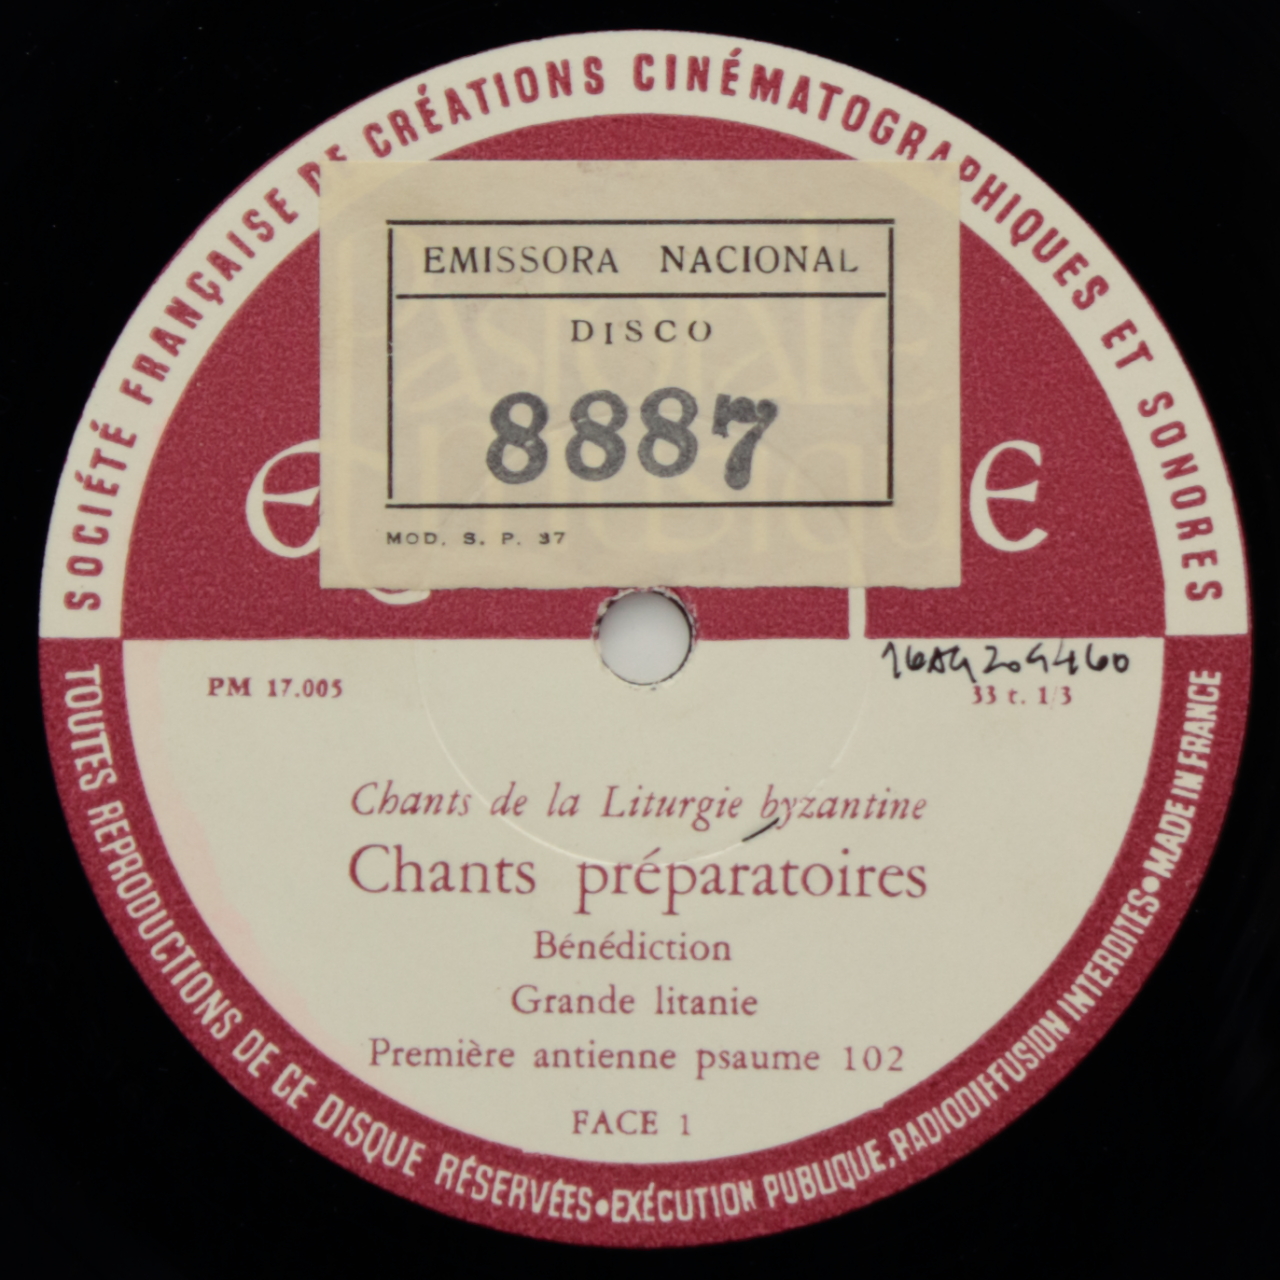 SOCIÉTÉ FRANÇAISE DE CRÉATIONS CINÉMATOGRAPHIQUES ET SONORES
EMISSORA NACIONAL
DISCO
8887
MOD. S. P. 37
PM 17.005
33 t. 1/3
Chants de la Liturgie byzantine
Chants préparatoires
Bénédiction
Grande litanie
Première antienne psaume 102
FACE 1
TOUTES REPRODUCTIONS DE CE DISQUE RÉSERVÉES • EXÉCUTION PUBLIQUE, RADIODIFFUSION INTERDITES • MADE IN FRANCE